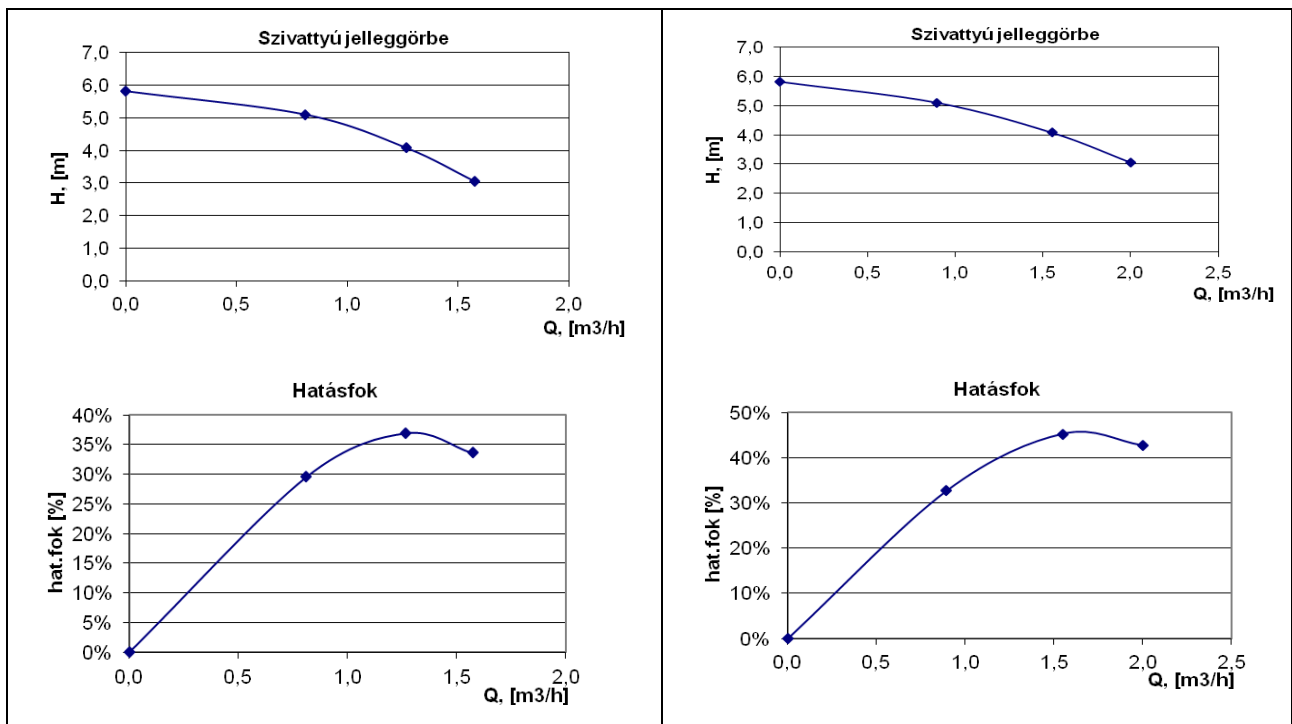 Szivattyú jelleggörbe
7,0
6,0
5,0
4,0
3,0
2,0
1,0
0,0
H, [m]
0,0 0,5 1,0 1,5 2,0
Q, [m3/h]
Hatásfok
40%
35%
30%
25%
20%
15%
10%
5%
0%
hat.fok [%]
0,0 0,5 1,0 1,5 2,0
Q, [m3/h]
Szivattyú jelleggörbe
7,0
6,0
5,0
4,0
3,0
2,0
1,0
0,0
H, [m]
0,0 0,5 1,0 1,5 2,0 2,5
Q, [m3/h]
Hatásfok
50%
40%
30%
20%
10%
0%
hat.fok [%]
0,0 0,5 1,0 1,5 2,0 2,5
Q, [m3/h]